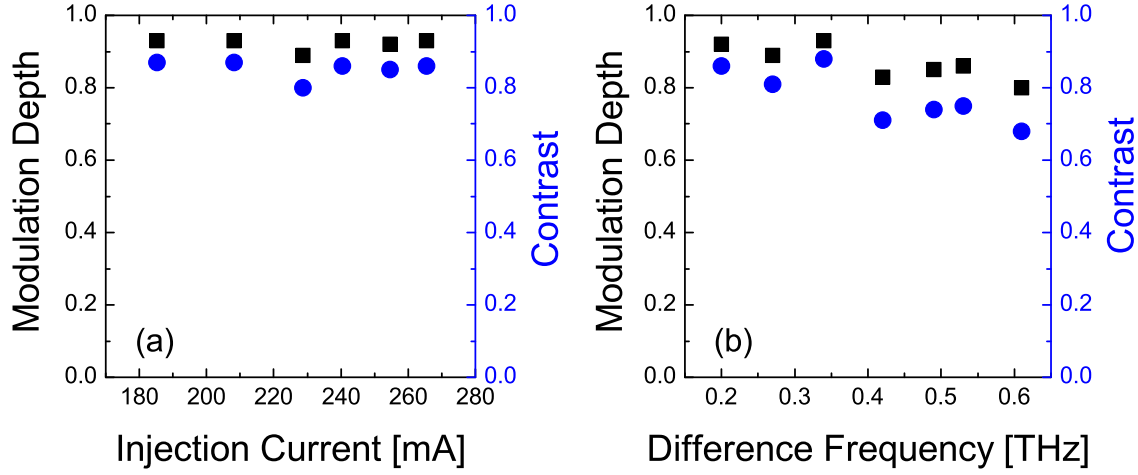 1.0
0.8
0.6
0.4
0.2
0.0
Modulation Depth
(a)
180 200 220 240 260 280
Injection Current [mA]
1.0
0.8
0.6
0.4
0.2
0.0
Contrast
1.0
0.8
0.6
0.4
0.2
0.0
Modulation Depth
(b)
0.2 0.3 0.4 0.5 0.6
Difference Frequency [THz]
1.0
0.8
0.6
0.4
0.2
0.0
Contrast